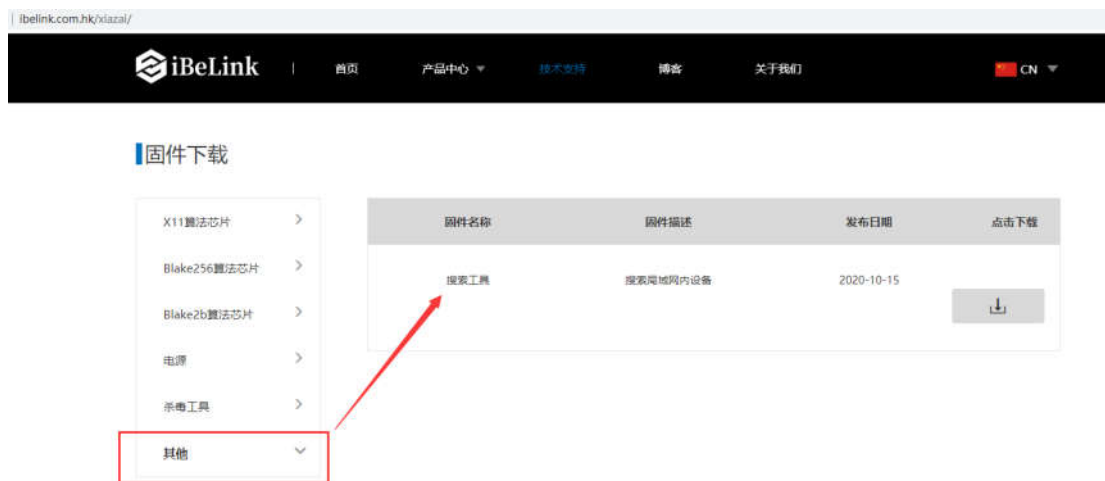 ibelink.com.hk/xiazai/
iBeLink 首页 产品中心 技术支持 博客 关于我们 CN
固件下载
X11算法芯片
Blake256算法芯片
Blake2b算法芯片
电源
杀毒工具
其他
固件名称 固件描述 发布日期 点击下载
搜索工具 搜索局域网内设备 2020-10-15